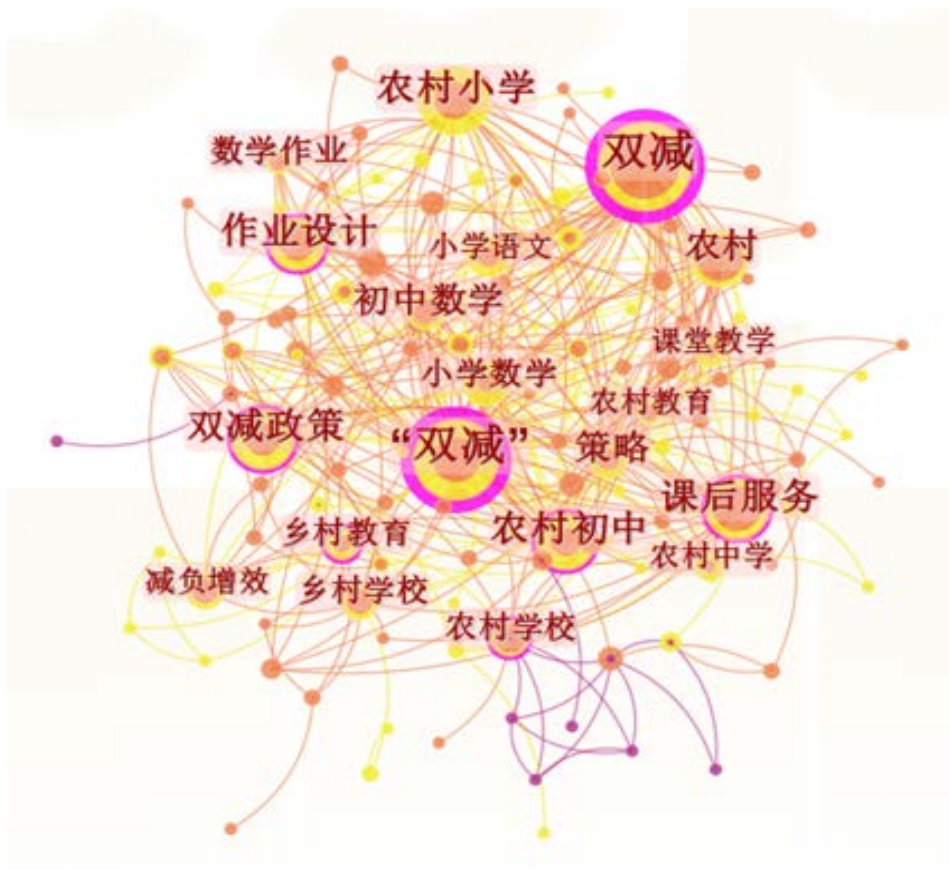 农村小学
双减
数学作业
作业设计
小学语文
农村
初中数学
课堂教学
小学数学
农村教育
双减政策
“双减”
策略
课后服务
农村初中
乡村教育
农村中学
减负增效
乡村学校
农村学校